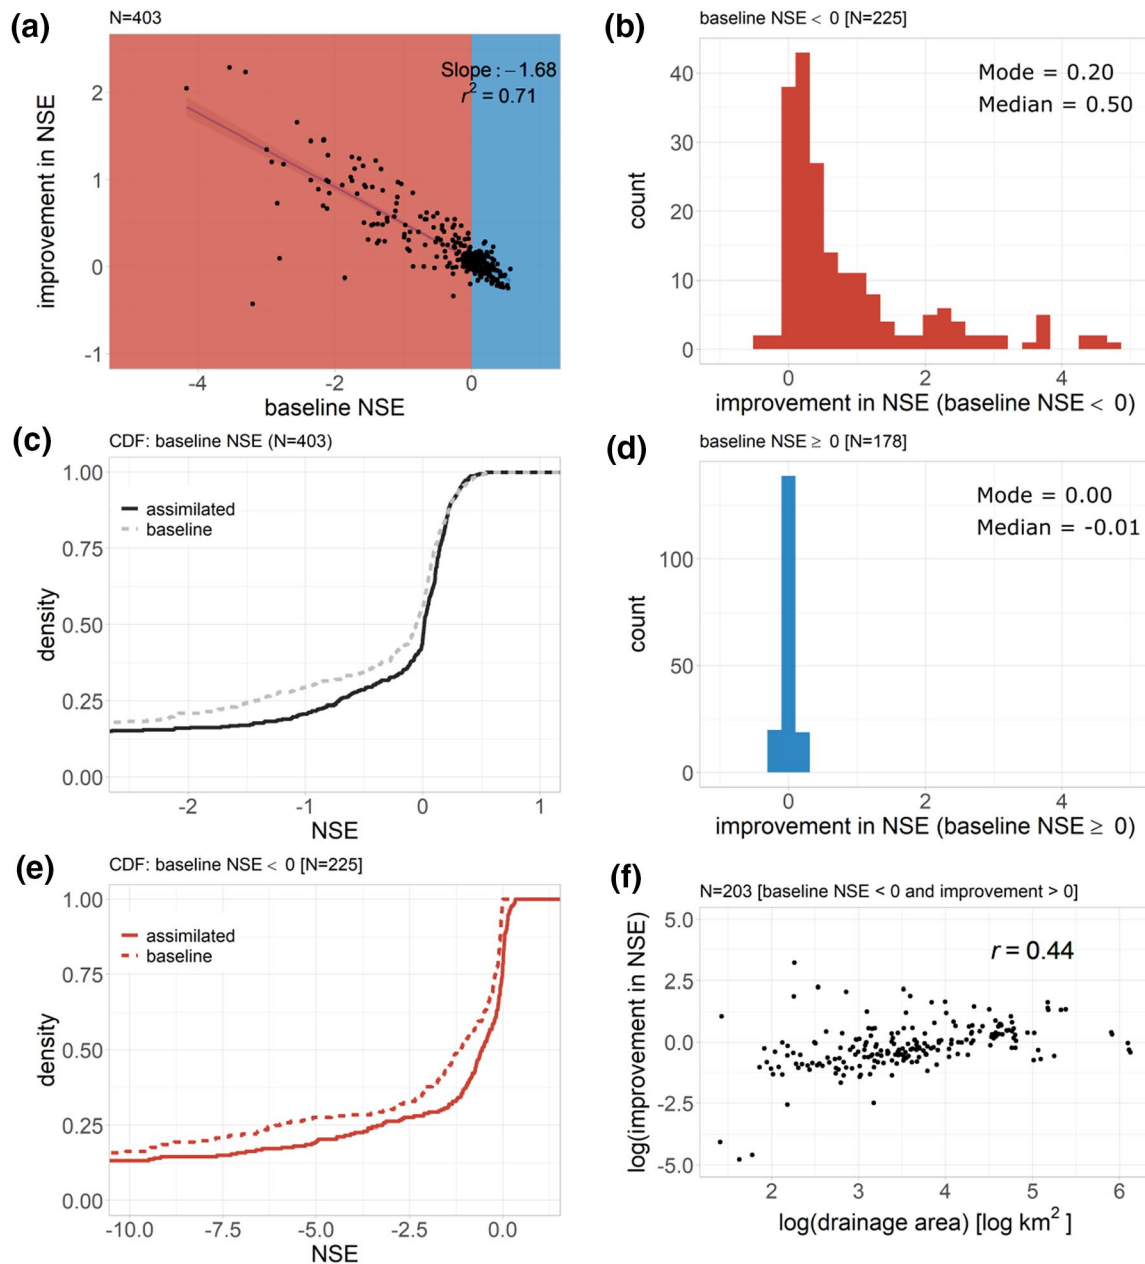 (a)
N=403
Slope : −1.68
r² = 0.71
2
1
0
-1
-4
-2
0
improvement in NSE
baseline NSE
(b)
baseline NSE < 0 [N=225]
Mode = 0.20
Median = 0.50
40
30
20
10
0
0
2
4
count
improvement in NSE (baseline NSE < 0)
(c)
CDF: baseline NSE (N=403)
assimilated
baseline
1.00
0.75
0.50
0.25
0.00
-2
-1
0
1
density
NSE
(d)
baseline NSE ≥ 0 [N=178]
Mode = 0.00
Median = -0.01
100
50
0
0
2
4
count
improvement in NSE (baseline NSE ≥ 0)
(e)
CDF: baseline NSE < 0 [N=225]
assimilated
baseline
1.00
0.75
0.50
0.25
0.00
-10.0
-7.5
-5.0
-2.5
0.0
density
NSE
(f)
N=203 [baseline NSE < 0 and improvement > 0]
r = 0.44
5.0
2.5
0.0
-2.5
-5.0
2
3
4
5
6
log(improvement in NSE)
log(drainage area) [log km² ]